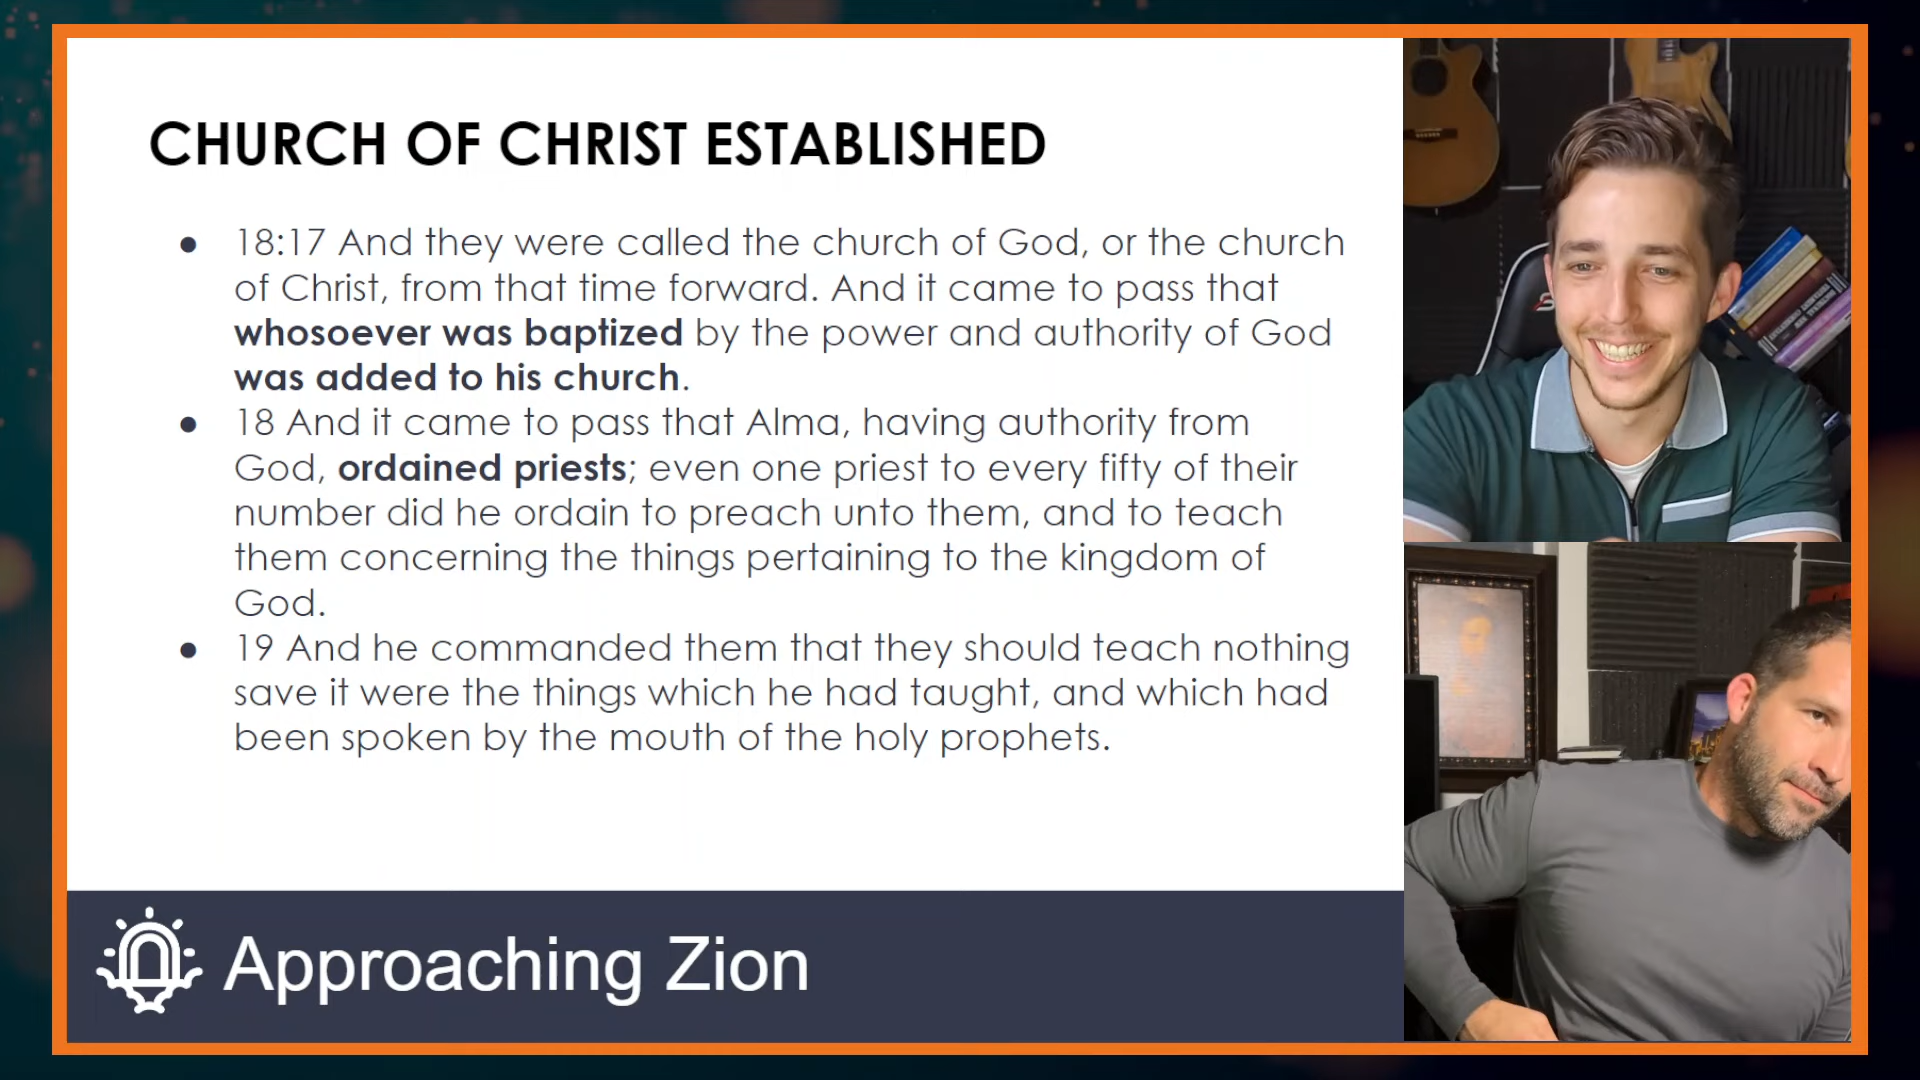 CHURCH OF CHRIST ESTABLISHED
● 18:17 And they were called the church of God, or the church
of Christ, from that time forward. And it came to pass that
whosoever was baptized by the power and authority of God
was added to his church.
● 18 And it came to pass that Alma, having authority from
God, ordained priests; even one priest to every fifty of their
number did he ordain to preach unto them, and to teach
them concerning the things pertaining to the kingdom of
God.
● 19 And he commanded them that they should teach nothing
save it were the things which he had taught, and which had
been spoken by the mouth of the holy prophets.
Approaching Zion